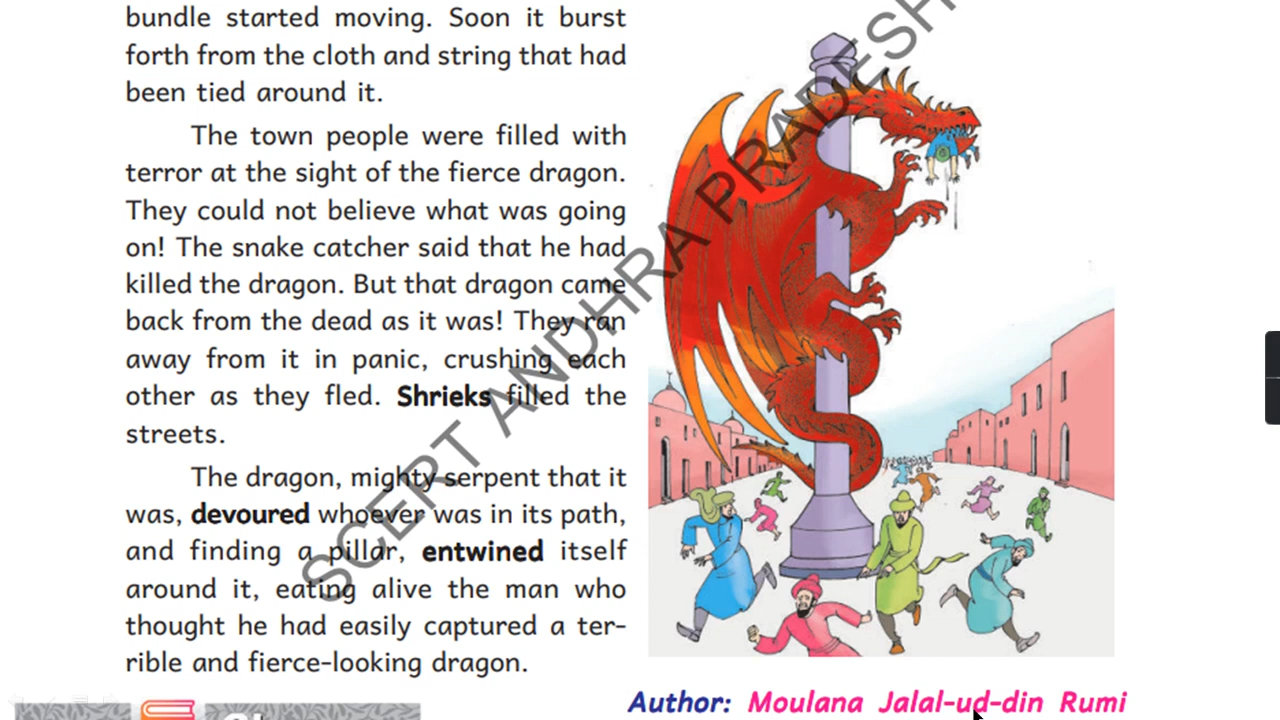 bundle started moving. Soon it burst
forth from the cloth and string that had
been tied around it.
The town people were filled with
terror at the sight of the fierce dragon.
They could not believe what was going
on! The snake catcher said that he had
killed the dragon. But that dragon came
back from the dead as it was! They ran
away from it in panic, crushing each
other as they fled. Shrieks filled the
streets.
The dragon, mighty serpent that it
was, devoured whoever was in its path,
and finding a pillar, entwined itself
around it, eating alive the man who
thought he had easily captured a ter-
rible and fierce-looking dragon.
Author: Moulana Jalal-ud-din Rumi
SCERT ANDHRA PRADESH